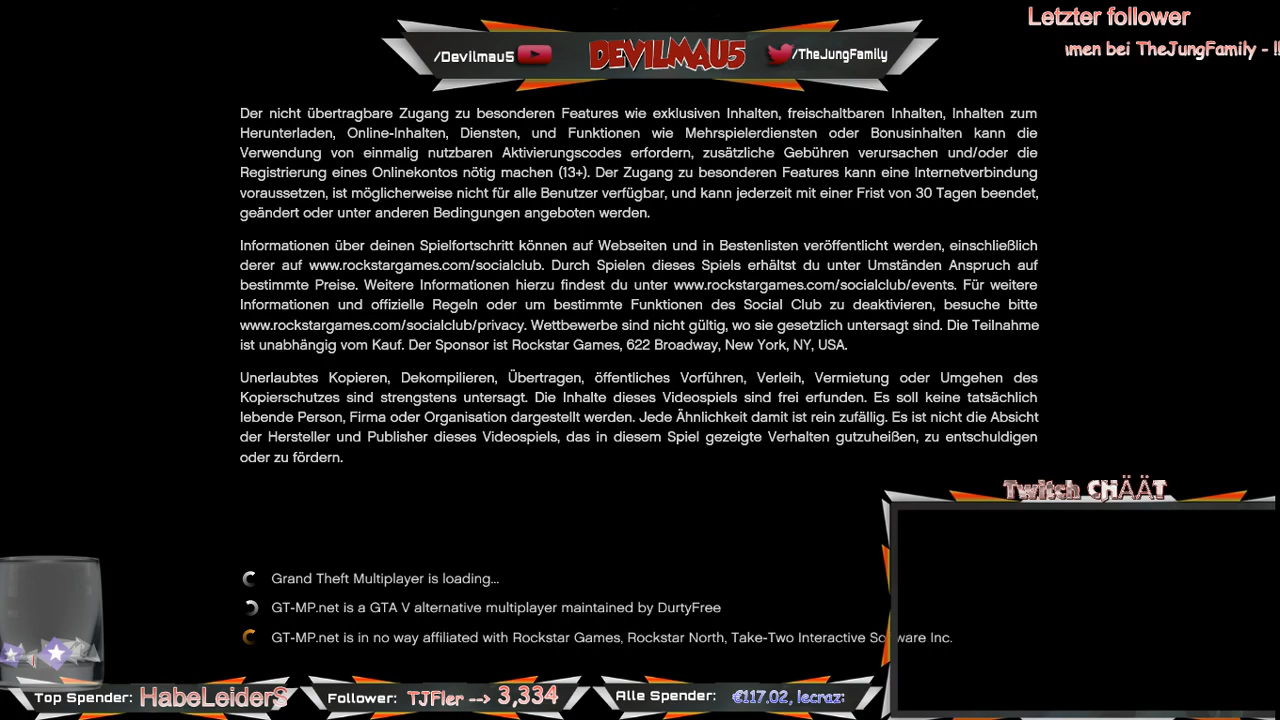 Letzter follower
/Devilmau5 DEVILMAU5 /TheJungFamily
men bei TheJungFamily - !!
Der nicht übertragbare Zugang zu besonderen Features wie exklusiven Inhalten, freischaltbaren Inhalten, Inhalten zum
Herunterladen, Online-Inhalten, Diensten, und Funktionen wie Mehrspielerdiensten oder Bonusinhalten kann die
Verwendung von einmalig nutzbaren Aktivierungscodes erfordern, zusätzliche Gebühren verursachen und/oder die
Registrierung eines Onlinekontos nötig machen (13+). Der Zugang zu besonderen Features kann eine Internetverbindung
voraussetzen, ist möglicherweise nicht für alle Benutzer verfügbar, und kann jederzeit mit einer Frist von 30 Tagen beendet,
geändert oder unter anderen Bedingungen angeboten werden.
Informationen über deinen Spielfortschritt können auf Webseiten und in Bestenlisten veröffentlicht werden, einschließlich
derer auf www.rockstargames.com/socialclub. Durch Spielen dieses Spiels erhältst du unter Umständen Anspruch auf
bestimmte Preise. Weitere Informationen hierzu findest du unter www.rockstargames.com/socialclub/events. Für weitere
Informationen und offizielle Regeln oder um bestimmte Funktionen des Social Club zu deaktivieren, besuche bitte
www.rockstargames.com/socialclub/privacy. Wettbewerbe sind nicht gültig, wo sie gesetzlich untersagt sind. Die Teilnahme
ist unabhängig vom Kauf. Der Sponsor ist Rockstar Games, 622 Broadway, New York, NY, USA.
Unerlaubtes Kopieren, Dekompilieren, Übertragen, öffentliches Vorführen, Verleih, Vermietung oder Umgehen des
Kopierschutzes sind strengstens untersagt. Die Inhalte dieses Videospiels sind frei erfunden. Es soll keine tatsächlich
lebende Person, Firma oder Organisation dargestellt werden. Jede Ähnlichkeit damit ist rein zufällig. Es ist nicht die Absicht
der Hersteller und Publisher dieses Videospiels, das in diesem Spiel gezeigte Verhalten gutzuheißen, zu entschuldigen
oder zu fördern.
Twitch CHÄÄT
Grand Theft Multiplayer is loading...
GT-MP.net is a GTA V alternative multiplayer maintained by DurtyFree
GT-MP.net is in no way affiliated with Rockstar Games, Rockstar North, Take-Two Interactive Software Inc.
Top Spender: HabeLeiderS Follower: TJFler --> 3,334 Alle Spender: €117.02, lecraz: